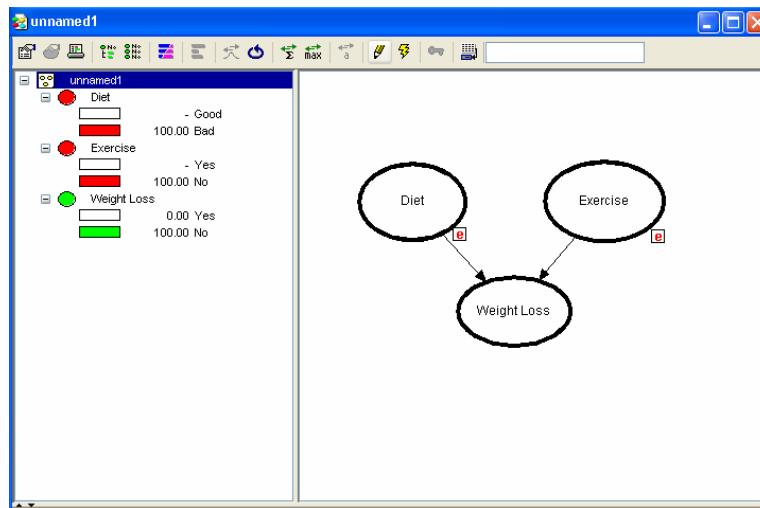 unnamed1
Σ max a
unnamed1
Diet
- Good
100.00 Bad
Exercise
- Yes
100.00 No
Weight Loss
0.00 Yes
100.00 No
Diet
Exercise
e
e
Weight Loss